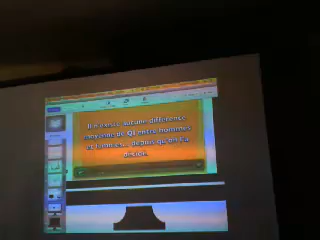 Il n'existe aucune différence
moyenne de QI entre hommes
et femmes... depuis qu'on l'a
décidé.